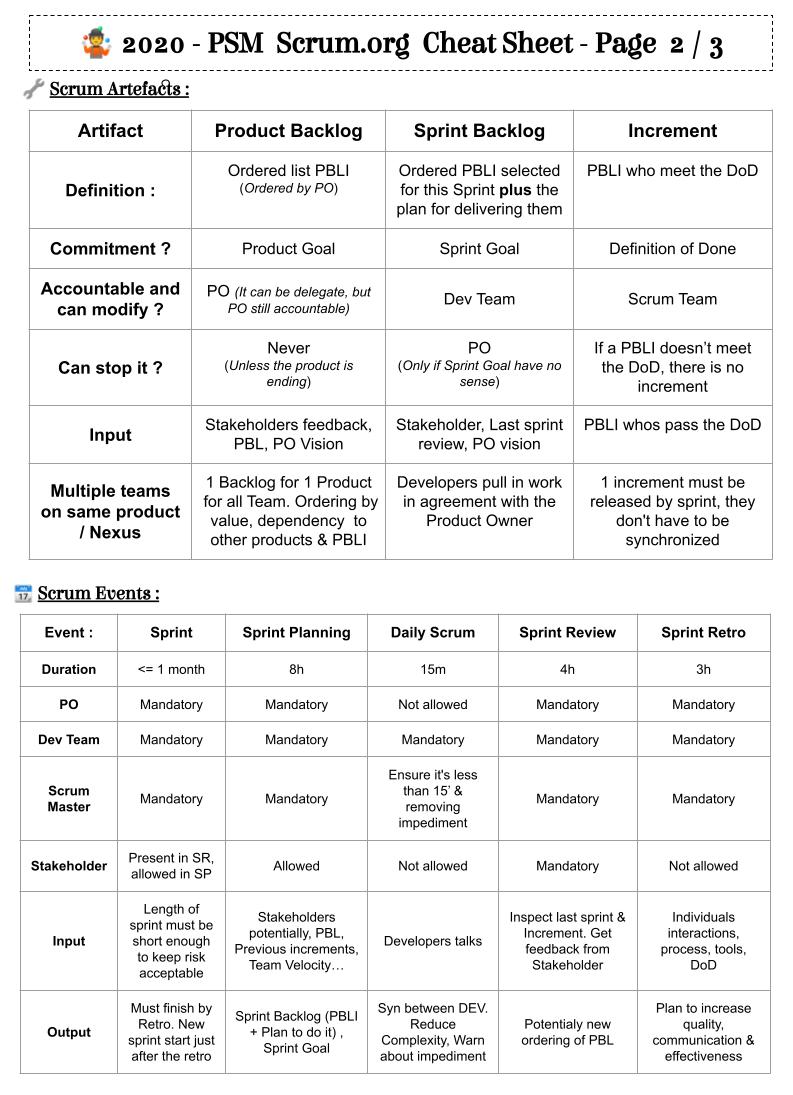 2020 - PSM Scrum.org Cheat Sheet - Page 2 / 3
Scrum Artefacts :
Artifact
Product Backlog
Sprint Backlog
Increment
Definition :
Ordered list PBLI
(Ordered by PO)
Ordered PBLI selected
for this Sprint plus the
plan for delivering them
PBLI who meet the DoD
Commitment ?
Product Goal
Sprint Goal
Definition of Done
Accountable and
can modify ?
PO (It can be delegate, but
PO still accountable)
Dev Team
Scrum Team
Can stop it ?
Never
(Unless the product is
ending)
PO
(Only if Sprint Goal have no
sense)
If a PBLI doesn't meet
the DoD, there is no
increment
Input
Stakeholders feedback,
PBL, PO Vision
Stakeholder, Last sprint
review, PO vision
PBLI whos pass the DoD
Multiple teams
on same product
/ Nexus
1 Backlog for 1 Product
for all Team. Ordering by
value, dependency to
other products & PBLI
Developers pull in work
in agreement with the
Product Owner
1 increment must be
released by sprint, they
don't have to be
synchronized
17
Scrum Events :
Event :
Sprint
Sprint Planning
Daily Scrum
Sprint Review
Sprint Retro
Duration
<= 1 month
8h
15m
4h
3h
PO
Mandatory
Mandatory
Not allowed
Mandatory
Mandatory
Dev Team
Mandatory
Mandatory
Mandatory
Mandatory
Mandatory
Scrum
Master
Mandatory
Mandatory
Ensure it's less
than 15' &
removing
impediment
Mandatory
Mandatory
Stakeholder
Present in SR,
allowed in SP
Allowed
Not allowed
Mandatory
Not allowed
Input
Length of
sprint must be
short enough
to keep risk
acceptable
Stakeholders
potentially, PBL,
Previous increments,
Team Velocity…
Developers talks
Inspect last sprint &
Increment. Get
feedback from
Stakeholder
Individuals
interactions,
process, tools,
DoD
Output
Must finish by
Retro. New
sprint start just
after the retro
Sprint Backlog (PBLI
+ Plan to do it) ,
Sprint Goal
Syn between DEV.
Reduce
Complexity, Warn
about impediment
Potentialy new
ordering of PBL
Plan to increase
quality,
communication &
effectiveness